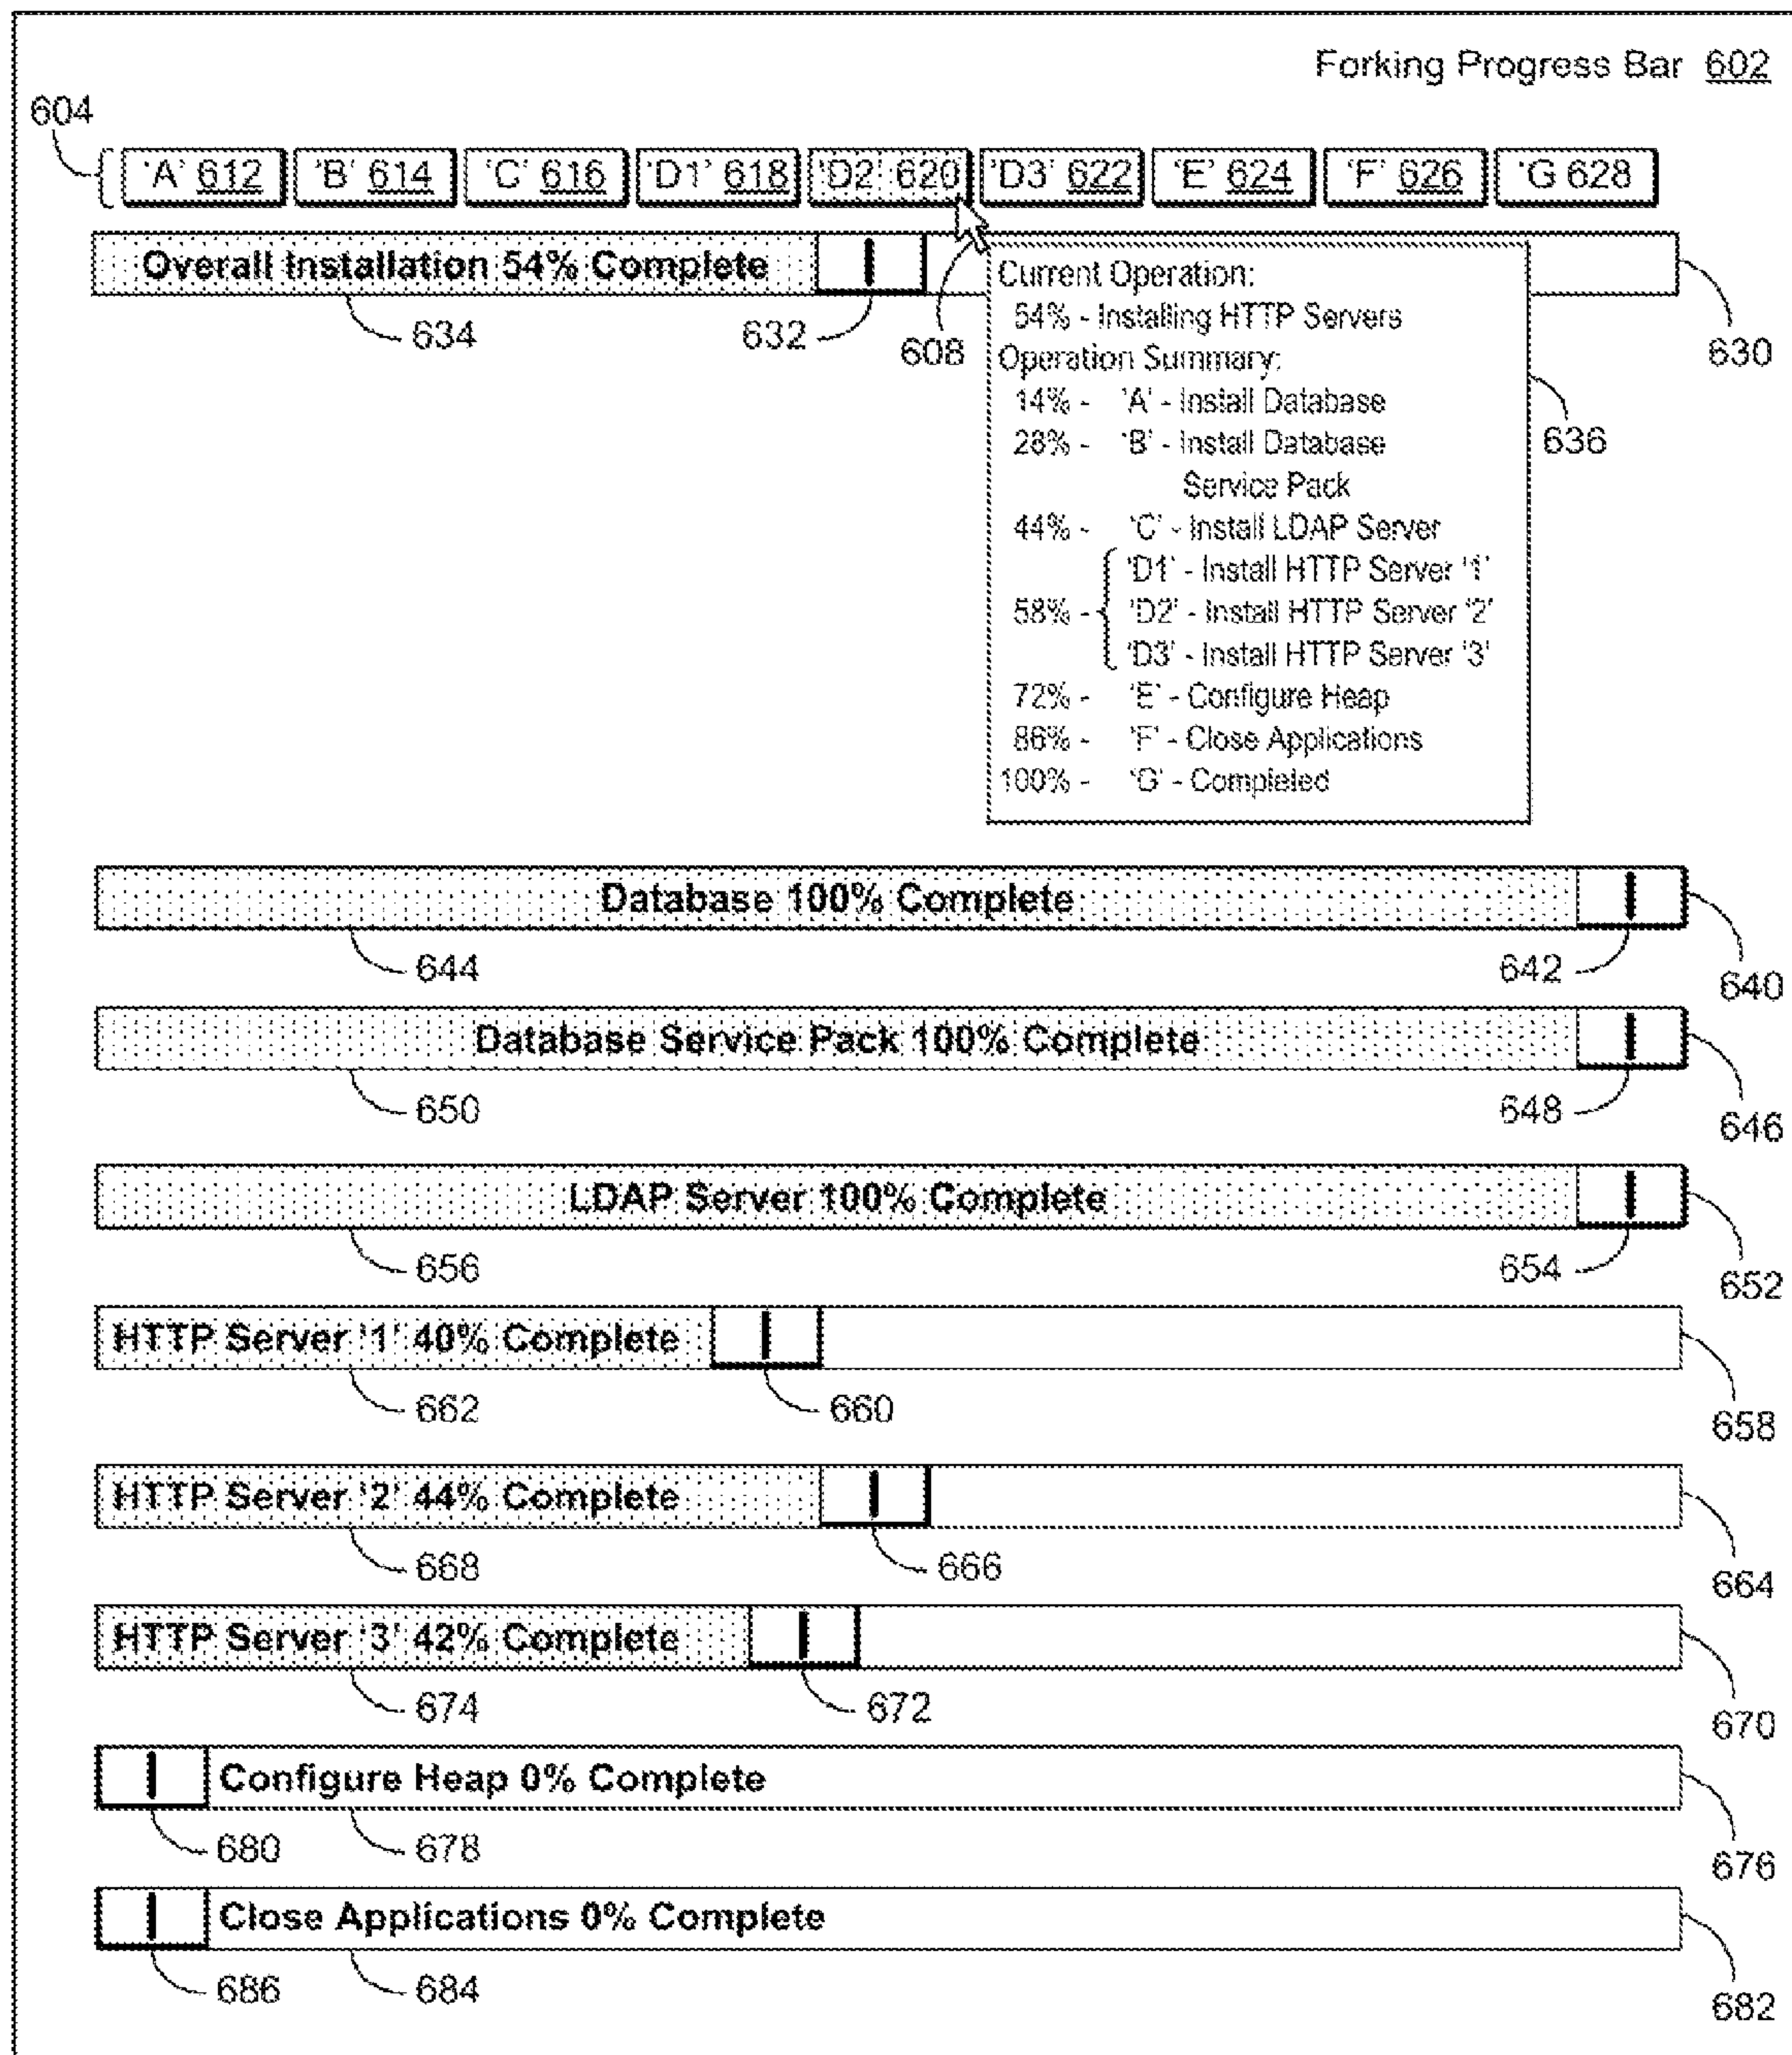 Forking Progress Bar 602
604
'A' 612 'B' 614 'C' 616 'D1' 618 'D2' 620 'D3' 622 'E' 624 'F' 626 'G 628
Overall Installation 54% Complete
634 632 608 630
Current Operation:
54% - Installing HTTP Servers
Operation Summary:
14% - 'A' - Install Database
28% - 'B' - Install Database
Service Pack
44% - 'C' - Install LDAP Server
'D1' - Install HTTP Server '1'
58% - 'D2' - Install HTTP Server '2'
'D3' - Install HTTP Server '3'
72% - 'E' - Configure Heap
86% - 'F' - Close Applications
100% - 'G' - Completed
636
Database 100% Complete
644 642 640
Database Service Pack 100% Complete
650 648 646
LDAP Server 100% Complete
656 654 652
HTTP Server '1' 40% Complete
662 660 658
HTTP Server '2' 44% Complete
668 666 664
HTTP Server '3' 42% Complete
674 672 670
Configure Heap 0% Complete
680 678 676
Close Applications 0% Complete
686 684 682